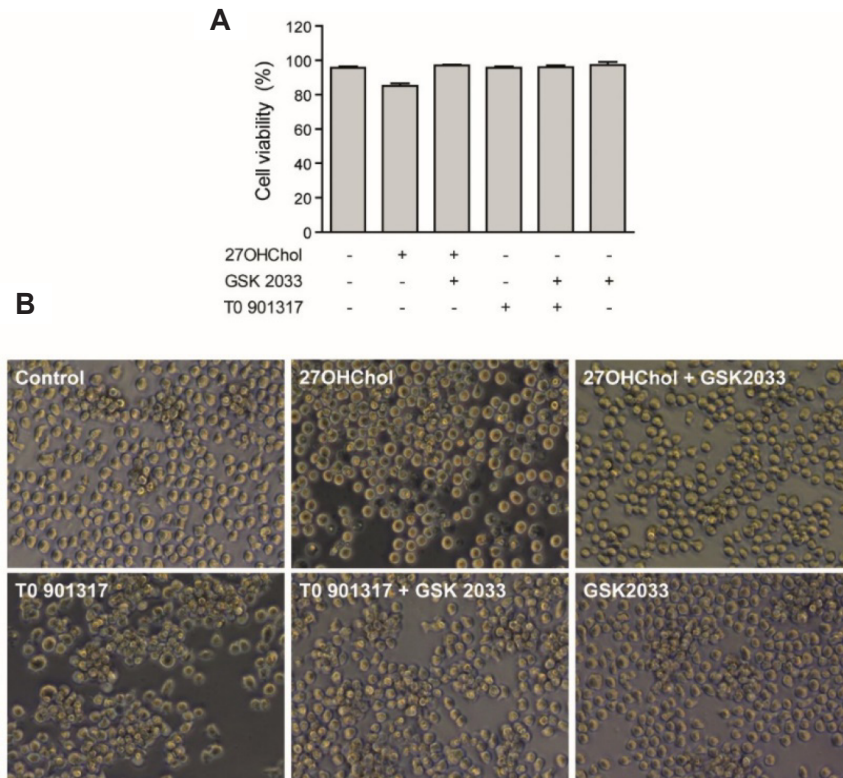 A
Cell viability (%)
120
100
80
60
40
20
0
27OHChol - + + - - -
GSK 2033 - - + - + +
T0 901317 - - - + + -
B
Control
27OHChol
27OHChol + GSK2033
T0 901317
T0 901317 + GSK 2033
GSK2033